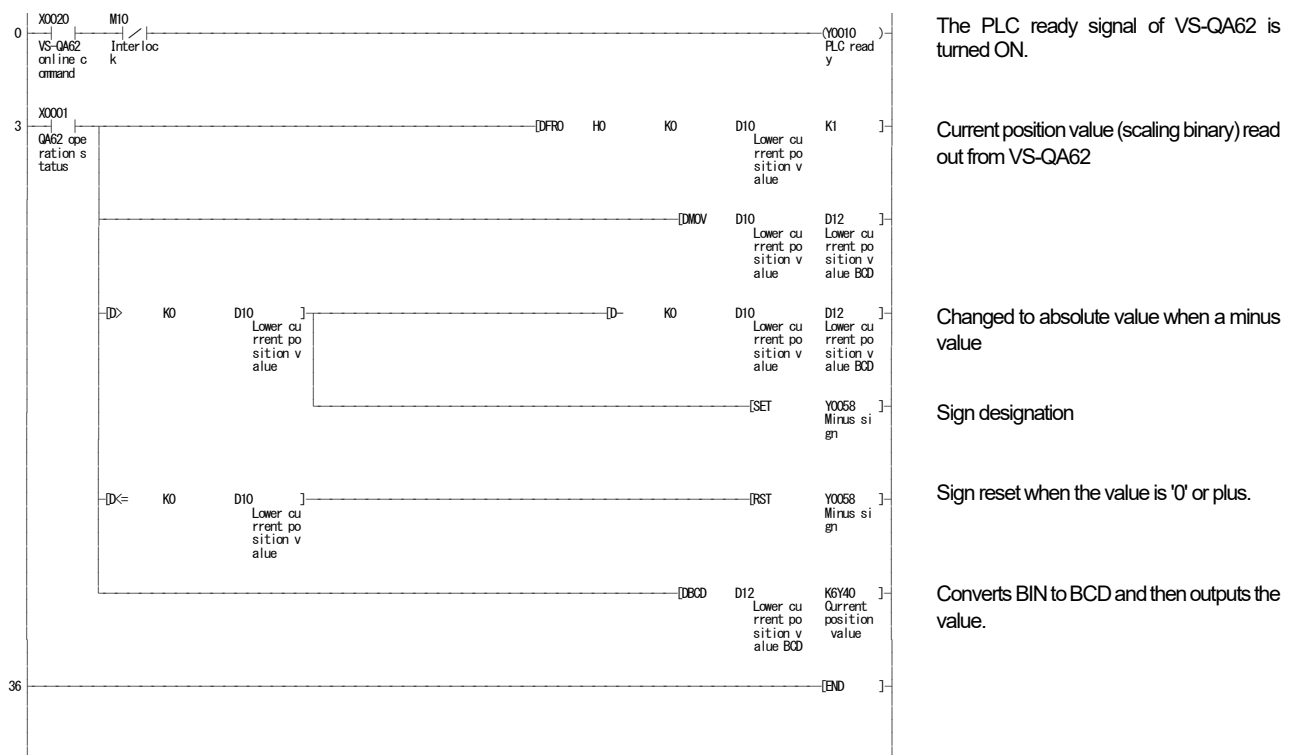 X0020 M10
0 (Y0010 )
VS-QA62 Interloc PLC read
online c k y
ommand
The PLC ready signal of VS-QA62 is
turned ON.
X0001
3 [DFRO H0 K0 D10 K1 ]
QA62 ope Lower cu
ration s rrent po
tatus sition v
alue
Current position value (scaling binary) read
out from VS-QA62
[DMOV D10 D12 ]
Lower cu Lower cu
rrent po rrent po
sition v sition v
alue alue BCD
[D> K0 D10 ] [D- K0 D10 D12 ]
Lower cu Lower cu Lower cu
rrent po rrent po rrent po
sition v sition v sition v
alue alue alue BCD
Changed to absolute value when a minus
value
[SET Y0058 ]
Minus si
gn
Sign designation
[D<= K0 D10 ] [RST Y0058 ]
Lower cu Minus si
rrent po gn
sition v
alue
Sign reset when the value is '0' or plus.
[DBCD D12 K6Y40 ]
Lower cu Current
rrent po position
sition v value
alue BCD
Converts BIN to BCD and then outputs the
value.
36 [END ]